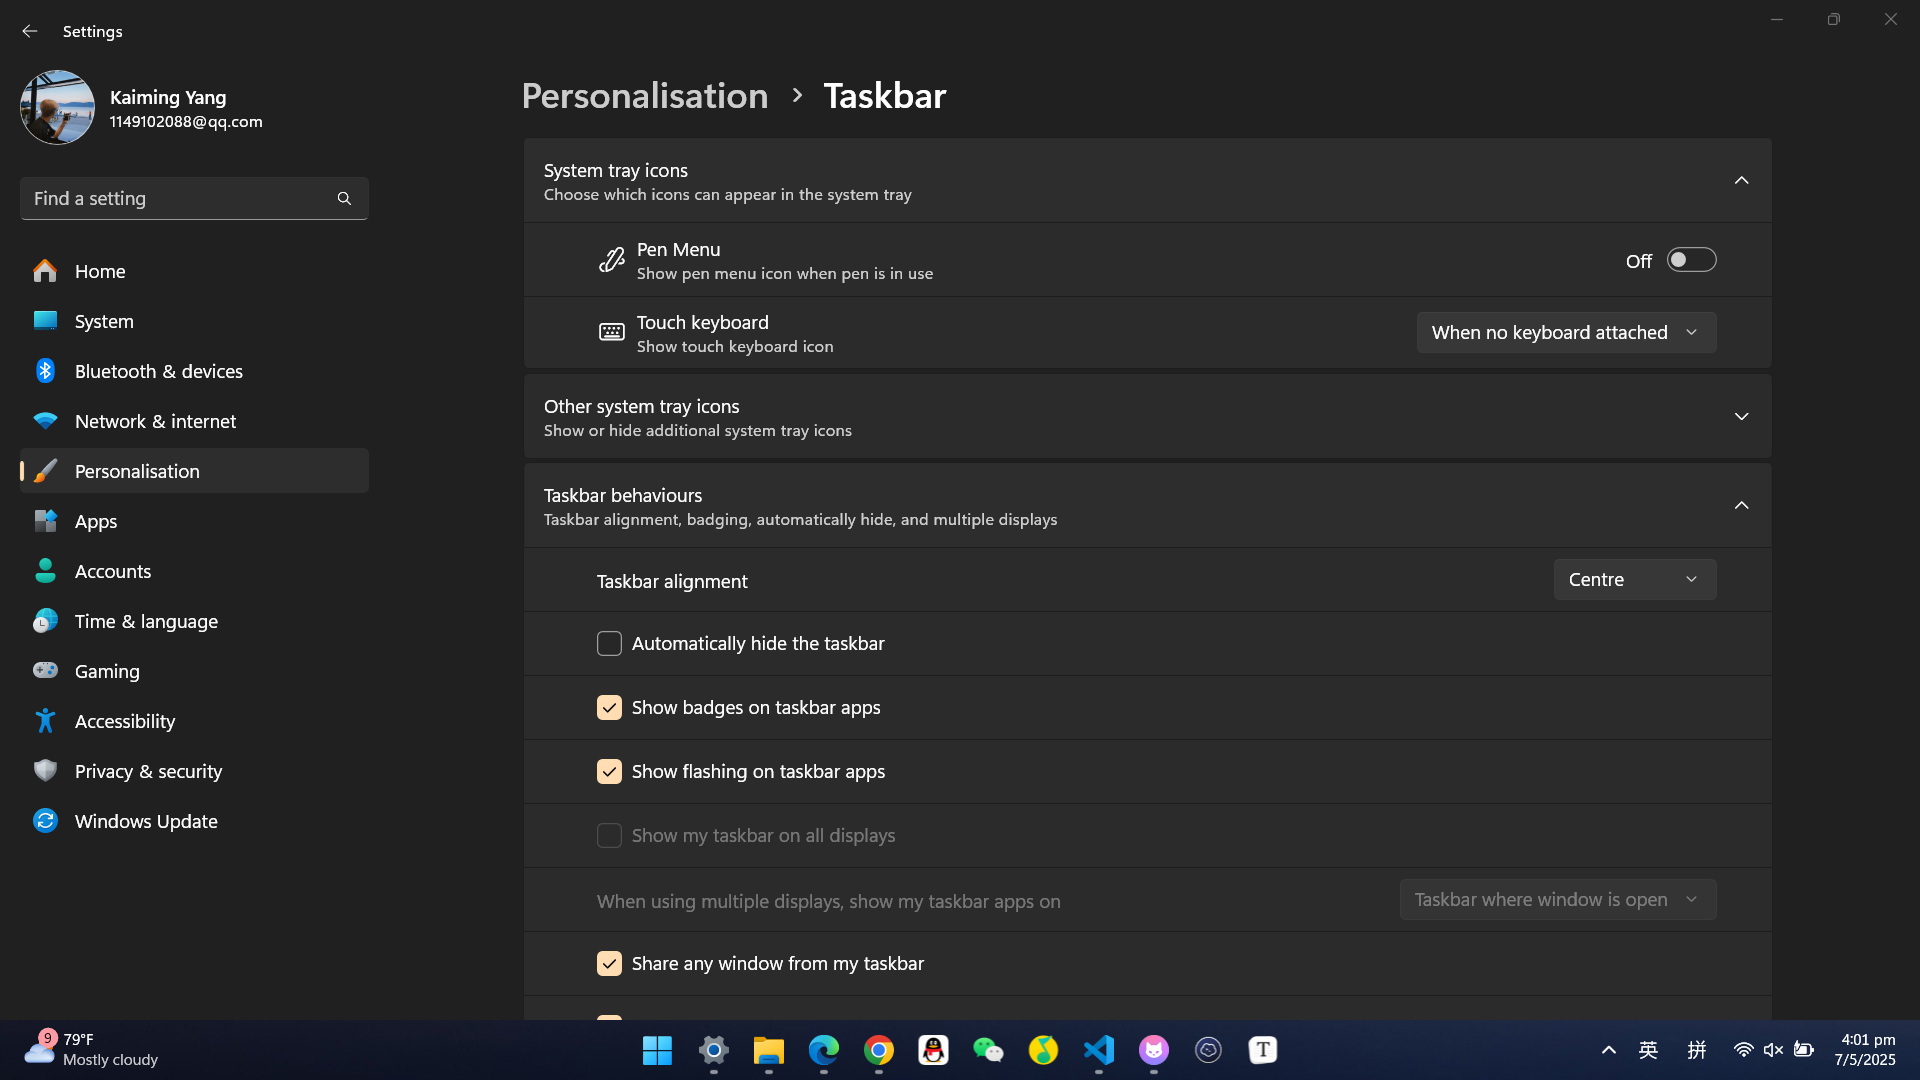 Settings
Kaiming Yang
1149102088@qq.com
Find a setting
Home
System
Bluetooth & devices
Network & internet
Personalisation
Apps
Accounts
Time & language
Gaming
Accessibility
Privacy & security
Windows Update
Personalisation > Taskbar
System tray icons
Choose which icons can appear in the system tray
Pen Menu
Show pen menu icon when pen is in use
Off
Touch keyboard
Show touch keyboard icon
When no keyboard attached
Other system tray icons
Show or hide additional system tray icons
Taskbar behaviours
Taskbar alignment, badging, automatically hide, and multiple displays
Taskbar alignment
Centre
Automatically hide the taskbar
Show badges on taskbar apps
Show flashing on taskbar apps
Show my taskbar on all displays
When using multiple displays, show my taskbar apps on
Taskbar where window is open
Share any window from my taskbar
9
79°F
Mostly cloudy
T
英
拼
4:01 pm
7/5/2025